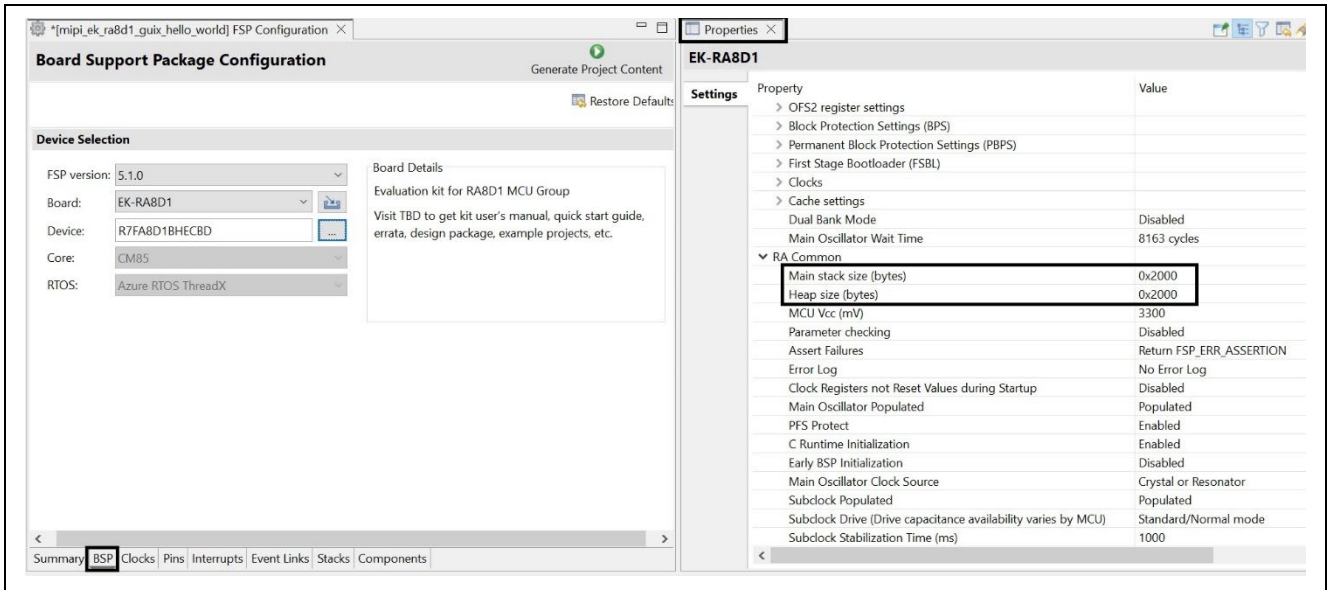 *[mipi_ek_ra8d1_guix_hello_world] FSP Configuration
Board Support Package Configuration
Generate Project Content
Restore Defaults
Device Selection
FSP version: 5.1.0
Board: EK-RA8D1
Device: R7FA8D1BHECBD
...
Core: CM85
RTOS: Azure RTOS ThreadX
Board Details
Evaluation kit for RA8D1 MCU Group
Visit TBD to get kit user's manual, quick start guide,
errata, design package, example projects, etc.
Summary BSP Clocks Pins Interrupts Event Links Stacks Components
Properties
EK-RA8D1
Settings
Property Value
OFS2 register settings
Block Protection Settings (BPS)
Permanent Block Protection Settings (PBPS)
First Stage Bootloader (FSBL)
Clocks
Cache settings
Dual Bank Mode Disabled
Main Oscillator Wait Time 8163 cycles
RA Common
Main stack size (bytes) 0x2000
Heap size (bytes) 0x2000
MCU Vcc (mV) 3300
Parameter checking Disabled
Assert Failures Return FSP_ERR_ASSERTION
Error Log No Error Log
Clock Registers not Reset Values during Startup Disabled
Main Oscillator Populated Populated
PFS Protect Enabled
C Runtime Initialization Enabled
Early BSP Initialization Disabled
Main Oscillator Clock Source Crystal or Resonator
Subclock Populated Populated
Subclock Drive (Drive capacitance availability varies by MCU) Standard/Normal mode
Subclock Stabilization Time (ms) 1000